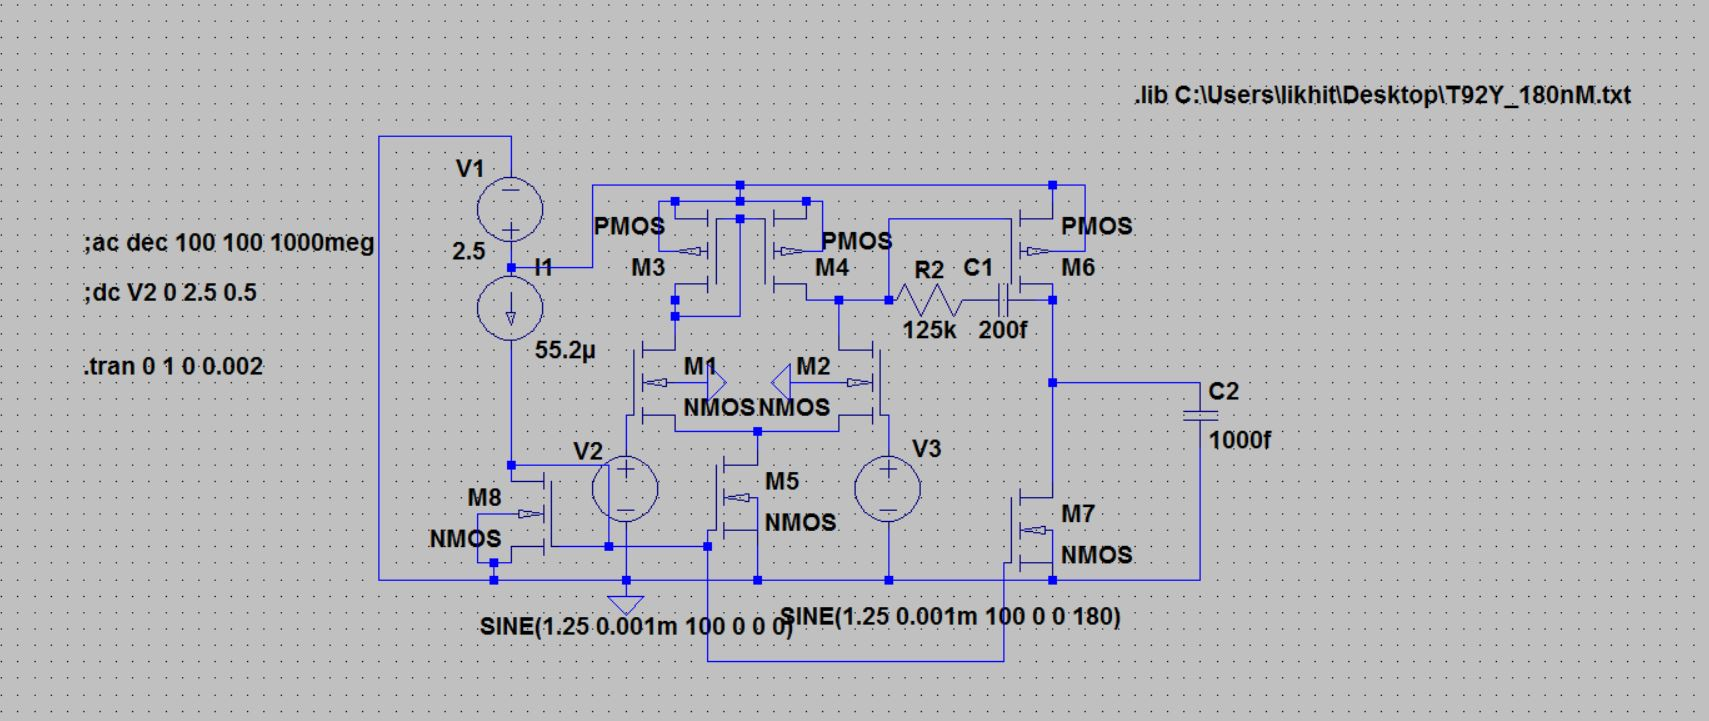 .lib C:\Users\likhit\Desktop\T92Y_180nM.txt
V1
PMOS
PMOS
;ac dec 100 100 1000meg
2.5
PMOS
I1
M3
M4
R2
C1
M6
;dc V2 0 2.5 0.5
125k
200f
55.2µ
.tran 0 1 0 0.002
M1
M2
C2
NMOS
NMOS
1000f
V2
V3
M5
M8
M7
NMOS
NMOS
NMOS
SINE(1.25 0.001m 100 0 0 0)
SINE(1.25 0.001m 100 0 0 180)